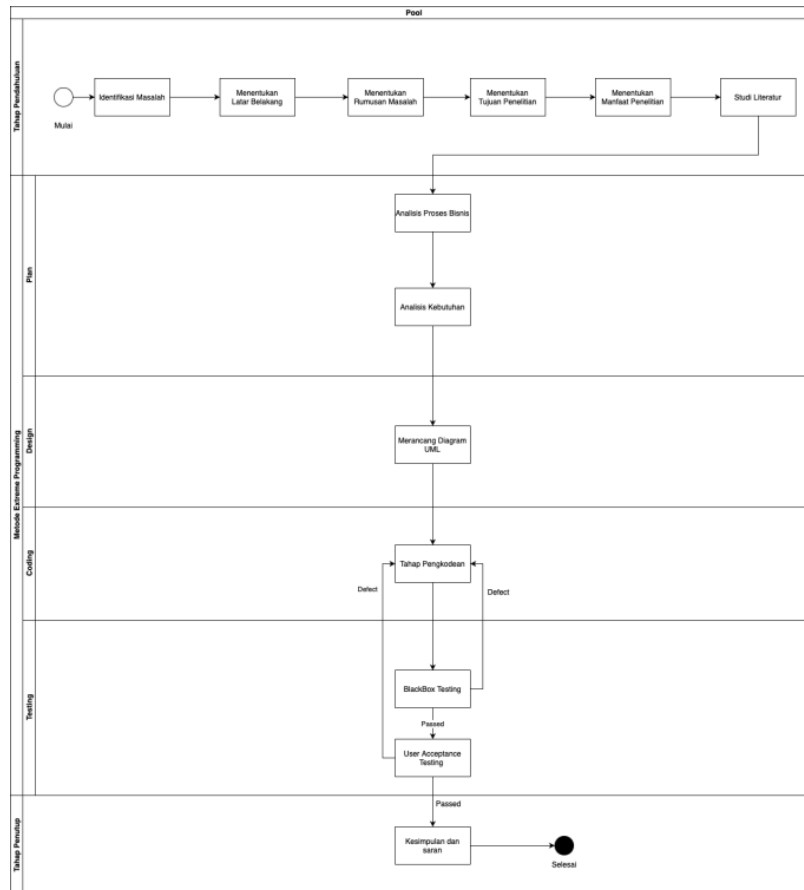 Pool
Tahap Pendahuluan
Mulai
Identifikasi Masalah
Menentukan
Latar Belakang
Menentukan
Rumusan Masalah
Menentukan
Tujuan Penelitian
Menentukan
Manfaat Penelitian
Studi Literatur
Metode Extreme Programming
Plan
Analisis Proses Bisnis
Analisis Kebutuhan
Design
Merancang Diagram
UML
Coding
Tahap Pengkodean
Defect
Defect
Testing
BlackBox Testing
Passed
User Acceptance
Testing
Passed
Tahap Penutup
Kesimpulan dan
saran
Selesai